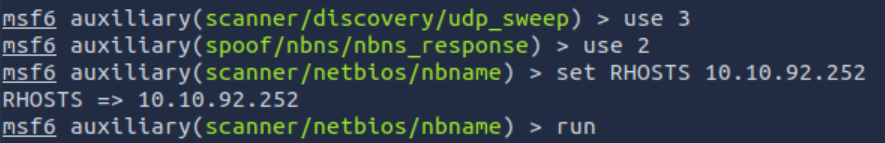 msf6 auxiliary(scanner/discovery/udp_sweep) > use 3
msf6 auxiliary(spoof/nbns/nbns_response) > use 2
msf6 auxiliary(scanner/netbios/nbname) > set RHOSTS 10.10.92.252
RHOSTS => 10.10.92.252
msf6 auxiliary(scanner/netbios/nbname) > run